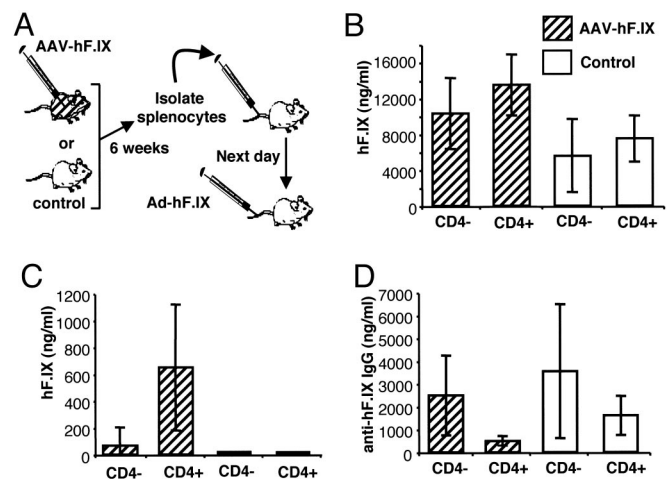 A
AAV-hF.IX
or
control
6 weeks
Isolate
splenocytes
Next day
Ad-hF.IX
B
AAV-hF.IX
Control
hF.IX (ng/ml)
16000
12000
8000
4000
0
CD4-
CD4+
CD4-
CD4+
C
hF.IX (ng/ml)
1200
1000
800
600
400
200
0
CD4-
CD4+
CD4-
CD4+
D
anti-hF.IX IgG (ng/ml)
7000
6000
5000
4000
3000
2000
1000
0
CD4-
CD4+
CD4-
CD4+